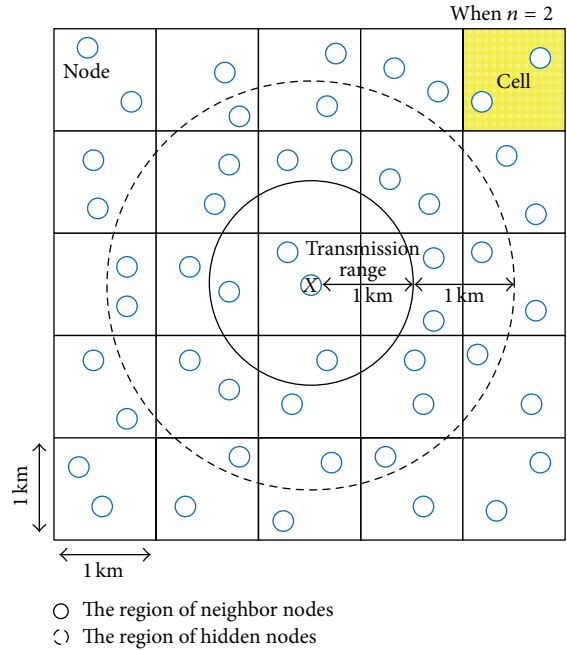 When n = 2
Node
Cell
Transmission
range
X
1 km
1 km
1 km
1 km
The region of neighbor nodes
The region of hidden nodes